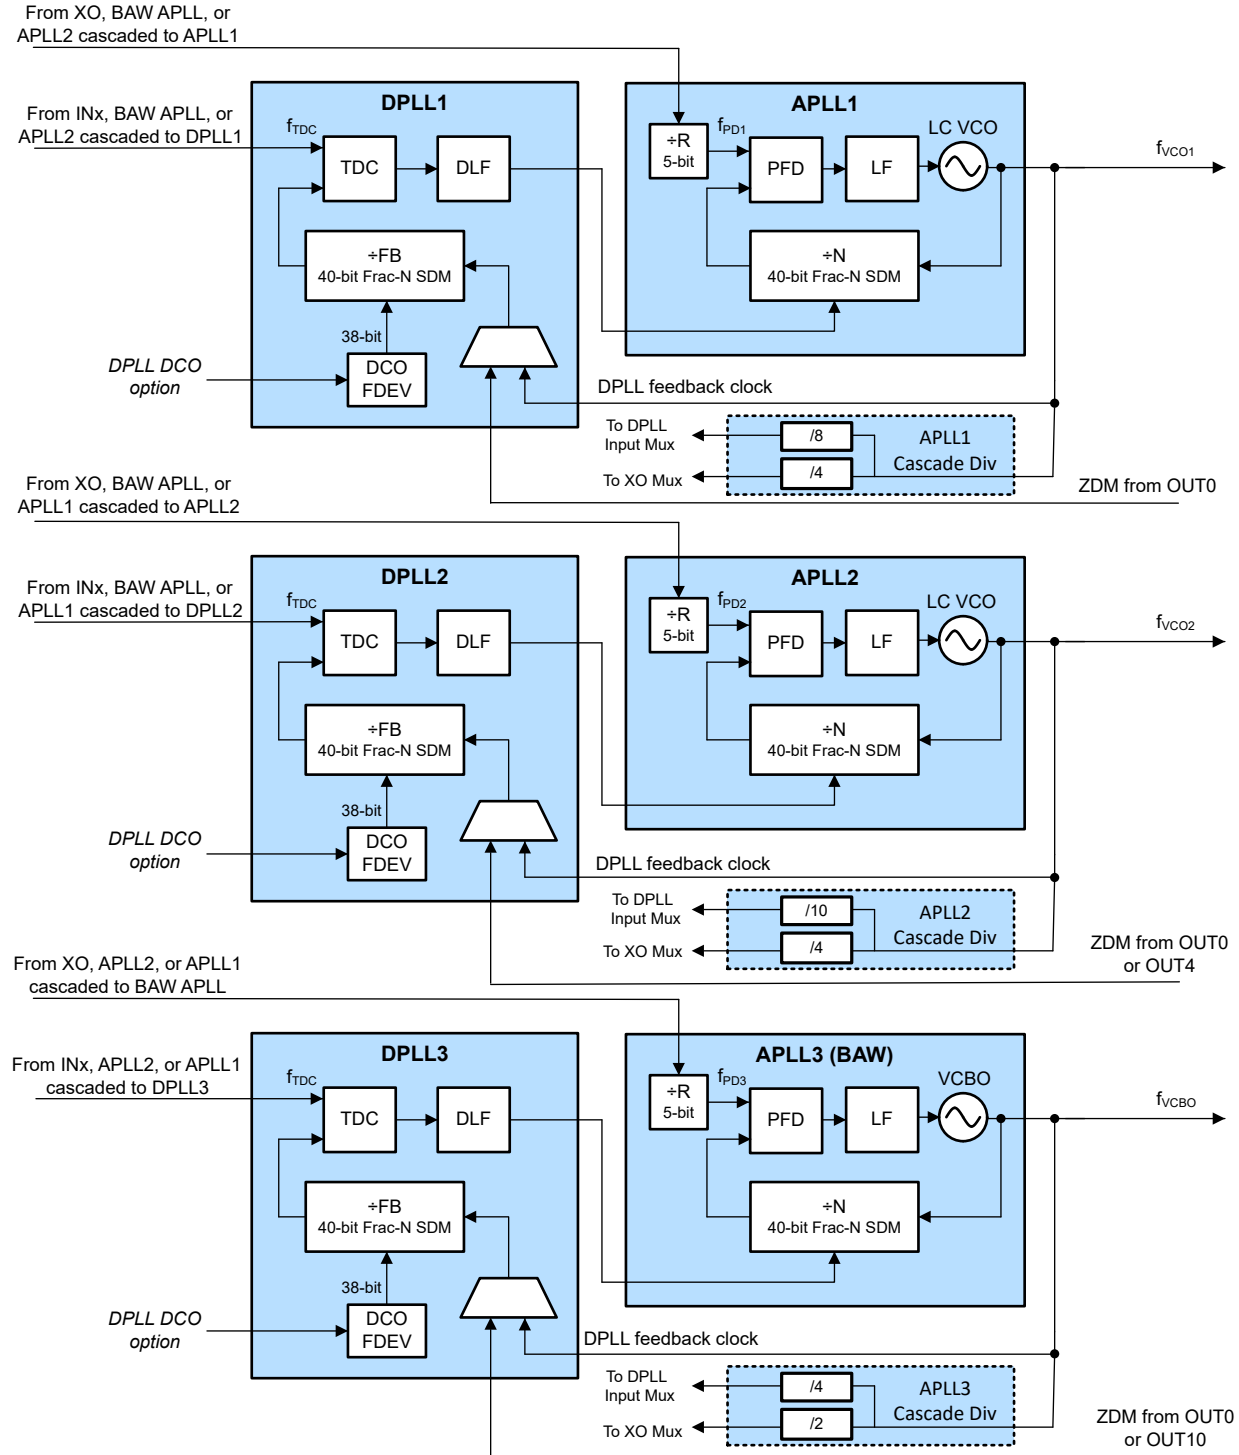 From XO, BAW APLL, or
APLL2 cascaded to APLL1
DPLL1
APLL1
From INx, BAW APLL, or
APLL2 cascaded to DPLL1
fTDC
TDC
DLF
÷R
5-bit
fPD1
PFD
LF
LC VCO
fVCO1
÷FB
40-bit Frac-N SDM
÷N
40-bit Frac-N SDM
38-bit
DPLL DCO
option
DCO
FDEV
DPLL feedback clock
To DPLL
Input Mux
/8
APLL1
Cascade Div
To XO Mux
/4
ZDM from OUT0
From XO, BAW APLL, or
APLL1 cascaded to APLL2
DPLL2
APLL2
From INx, BAW APLL, or
APLL1 cascaded to DPLL2
fTDC
TDC
DLF
÷R
5-bit
fPD2
PFD
LF
LC VCO
fVCO2
÷FB
40-bit Frac-N SDM
÷N
40-bit Frac-N SDM
38-bit
DPLL DCO
option
DCO
FDEV
DPLL feedback clock
To DPLL
Input Mux
/10
APLL2
Cascade Div
To XO Mux
/4
ZDM from OUT0
or OUT4
From XO, APLL2, or APLL1
cascaded to BAW APLL
DPLL3
APLL3 (BAW)
From INx, APLL2, or APLL1
cascaded to DPLL3
fTDC
TDC
DLF
÷R
5-bit
fPD3
PFD
LF
VCBO
fVCBO
÷FB
40-bit Frac-N SDM
÷N
40-bit Frac-N SDM
38-bit
DPLL DCO
option
DCO
FDEV
DPLL feedback clock
To DPLL
Input Mux
/4
APLL3
Cascade Div
To XO Mux
/2
ZDM from OUT0
or OUT10